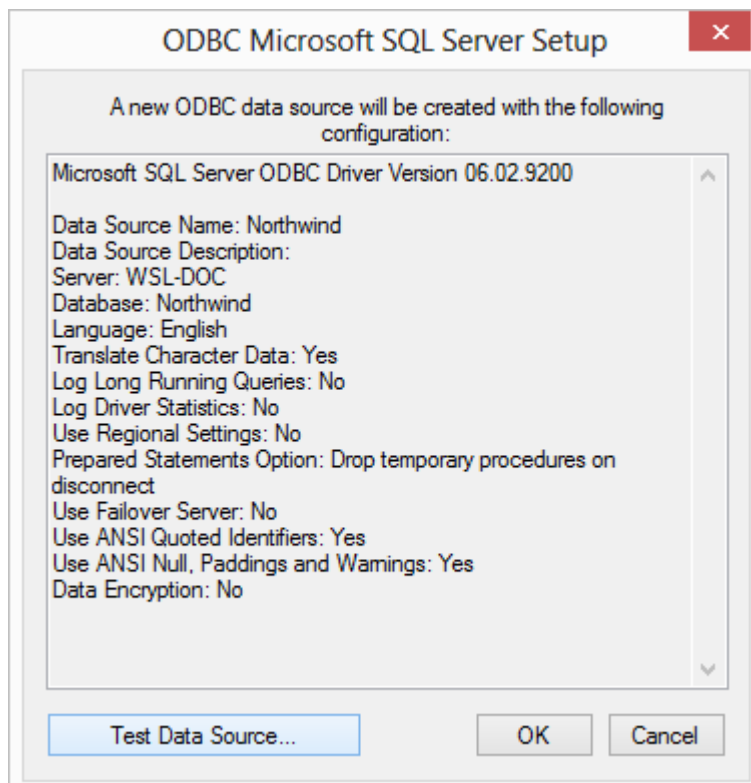 ODBC Microsoft SQL Server Setup
A new ODBC data source will be created with the following
configuration:
Microsoft SQL Server ODBC Driver Version 06.02.9200
Data Source Name: Northwind
Data Source Description:
Server: WSL-DOC
Database: Northwind
Language: English
Translate Character Data: Yes
Log Long Running Queries: No
Log Driver Statistics: No
Use Regional Settings: No
Prepared Statements Option: Drop temporary procedures on
disconnect
Use Failover Server: No
Use ANSI Quoted Identifiers: Yes
Use ANSI Null, Paddings and Warnings: Yes
Data Encryption: No
Test Data Source...
OK
Cancel